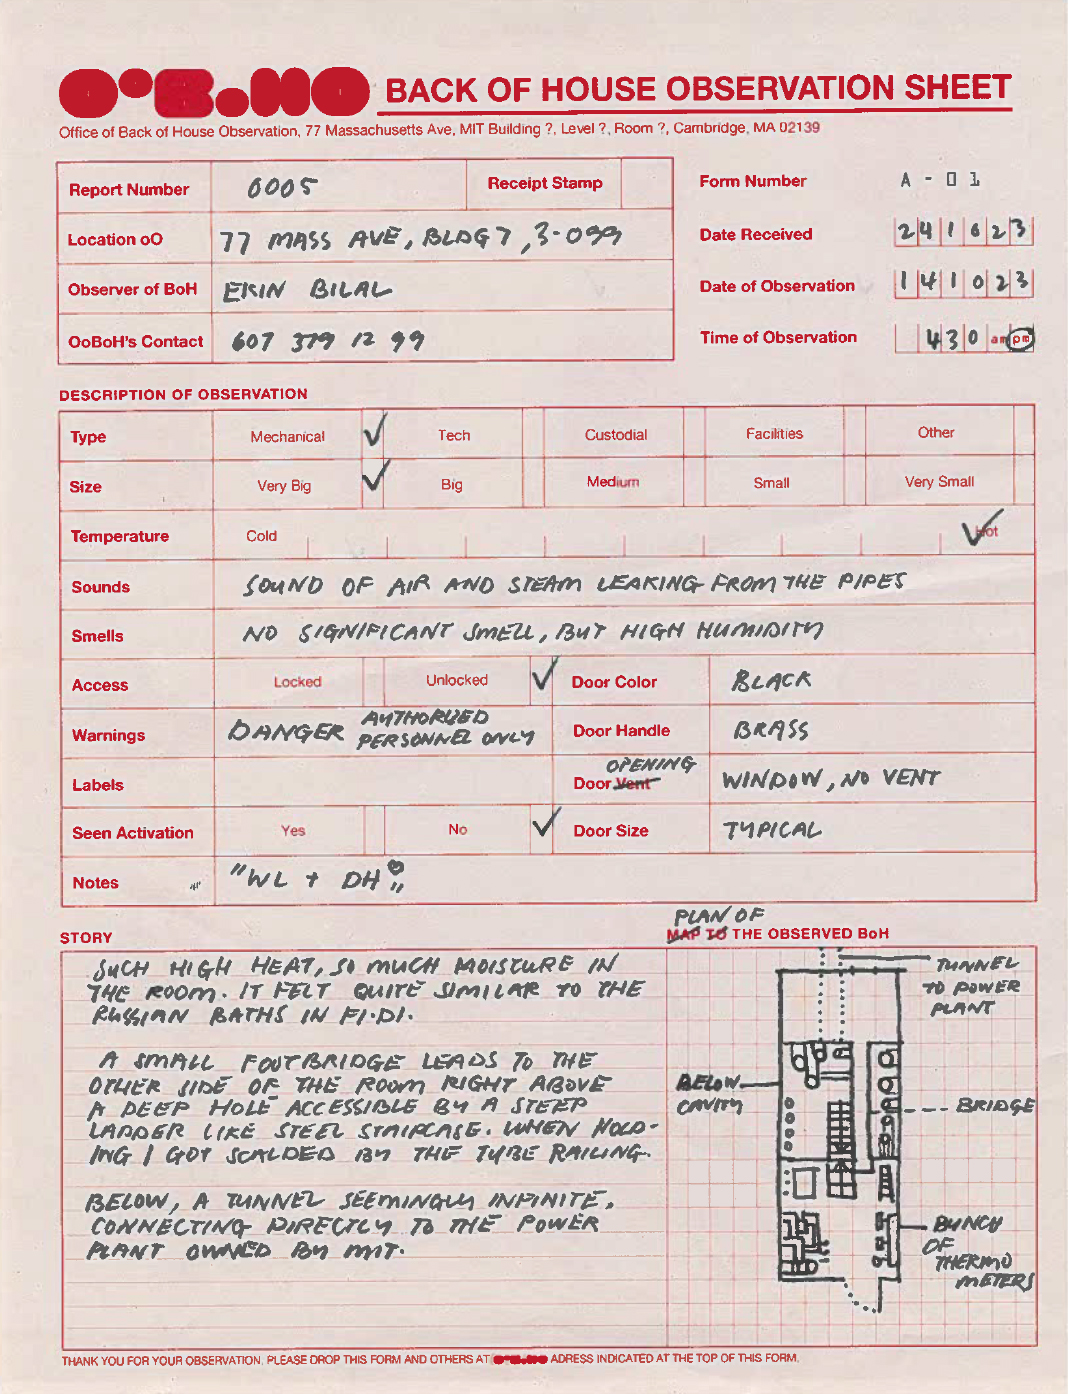 OoB.HO BACK OF HOUSE OBSERVATION SHEET
Office of Back of House Observation, 77 Massachusetts Ave, MIT Building ?, Level ?, Room ?, Cambridge, MA 02139
Report Number 0005 Receipt Stamp
Form Number A - 01
Location oO 77 MASS AVE, BLDG 7, 3-099
Date Received 241023
Observer of BoH EKIN BILAL
Date of Observation 141023
OoBoH's Contact 607 379 12 99
Time of Observation 430 am pm
DESCRIPTION OF OBSERVATION
Type Mechanical ✓ Tech Custodial Facilities Other
Size Very Big ✓ Big Medium Small Very Small
Temperature Cold ✓ Hot
Sounds SOUND OF AIR AND STEAM LEAKING FROM THE PIPES
Smells NO SIGNIFICANT SMELL, BUT HIGH HUMIDITY
Access Locked Unlocked ✓ Door Color BLACK
Warnings DANGER AUTHORIZED PERSONNEL ONLY Door Handle BRASS
Labels Door Vent OPENING WINDOW, NO VENT
Seen Activation Yes No ✓ Door Size TYPICAL
Notes "WL + DH ♡"
STORY
SUCH HIGH HEAT, SO MUCH MOISTURE IN
THE ROOM. IT FELT QUITE SIMILAR TO THE
RUSSIAN BATHS IN FI.DI.
A SMALL FOOTBRIDGE LEADS TO THE
OTHER SIDE OF THE ROOM RIGHT ABOVE
A DEEP HOLE ACCESSIBLE BY A STEEP
LADDER LIKE STEEL STAIRCASE. WHEN HOLD-
ING I GOT SCALDED BY THE TUBE RAILING.
BELOW, A TUNNEL SEEMINGLY INFINITE,
CONNECTING DIRECTLY TO THE POWER
PLANT OWNED BY MIT.
PLAN OF
MAP TO THE OBSERVED BoH
TUNNEL
TO POWER
PLANT
BELOW
CAVITY
BRIDGE
BUNCH
OF
THERMO
METERS
THANK YOU FOR YOUR OBSERVATION. PLEASE DROP THIS FORM AND OTHERS AT OoB.HO ADRESS INDICATED AT THE TOP OF THIS FORM.